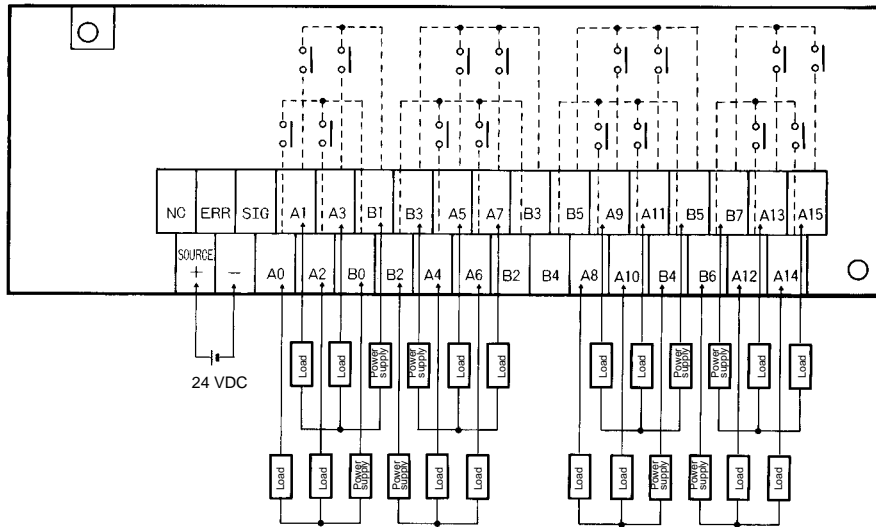 NC ERR SIG A1 A3 B1 B3 A5 A7 B3 B5 A9 A11 B5 B7 A13 A15
SOURCE
+ − A0 A2 B0 B2 A4 A6 B2 B4 A8 A10 B4 B6 A12 A14
24 VDC
Load Load Power supply Power supply Load Load Load Load Power supply Power supply Load Load
Load Load Power supply Power supply Load Load Load Load Power supply Power supply Load Load